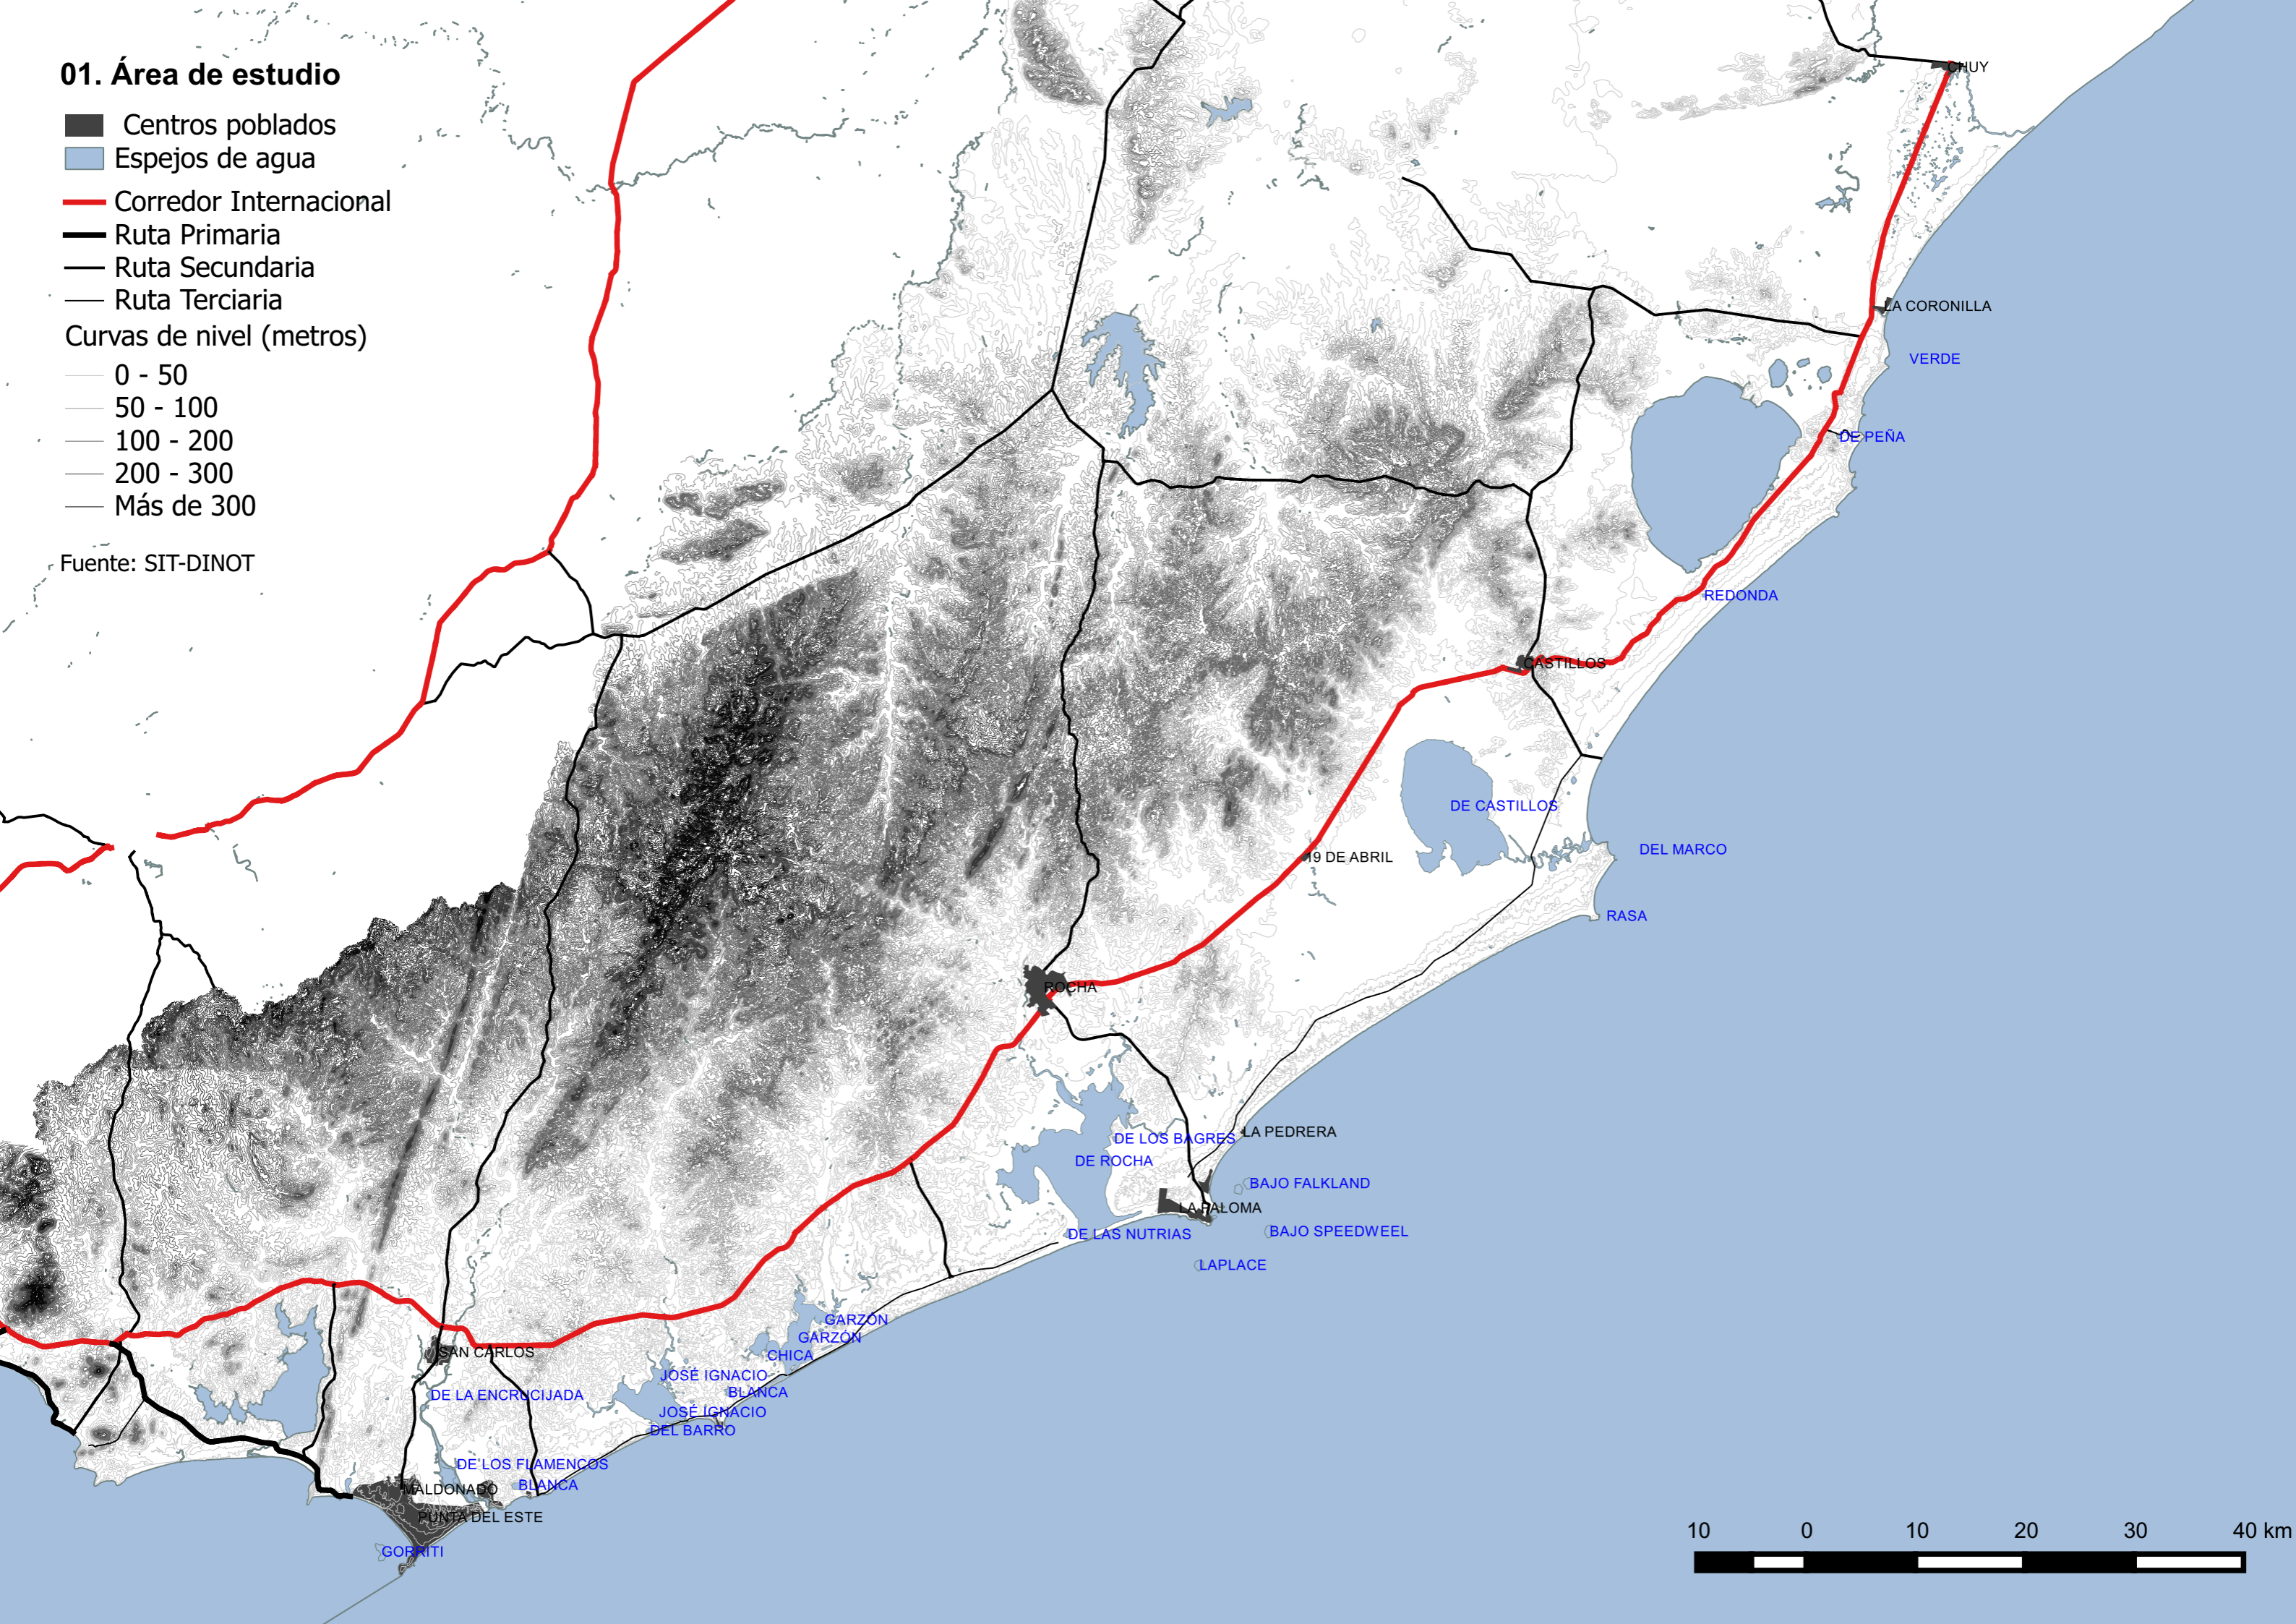 01. Área de estudio
Centros poblados
Espejos de agua
Corredor Internacional
Ruta Primaria
Ruta Secundaria
Ruta Terciaria
Curvas de nivel (metros)
0 - 50
50 - 100
100 - 200
200 - 300
Más de 300
Fuente: SIT-DINOT
CHUY
LA CORONILLA
VERDE
DE PEÑA
REDONDA
CASTILLOS
DE CASTILLOS
DEL MARCO
19 DE ABRIL
RASA
ROCHA
LA PEDRERA
DE LOS BAGRES
DE ROCHA
BAJO FALKLAND
LA PALOMA
BAJO SPEEDWEEL
DE LAS NUTRIAS
LAPLACE
GARZÓN
GARZÓN
CHICA
SAN CARLOS
JOSÉ IGNACIO
BLANCA
DE LA ENCRUCIJADA
JOSÉ IGNACIO
DEL BARRO
DE LOS FLAMENCOS
BLANCA
MALDONADO
PUNTA DEL ESTE
GORRITI
10 0 10 20 30 40 km